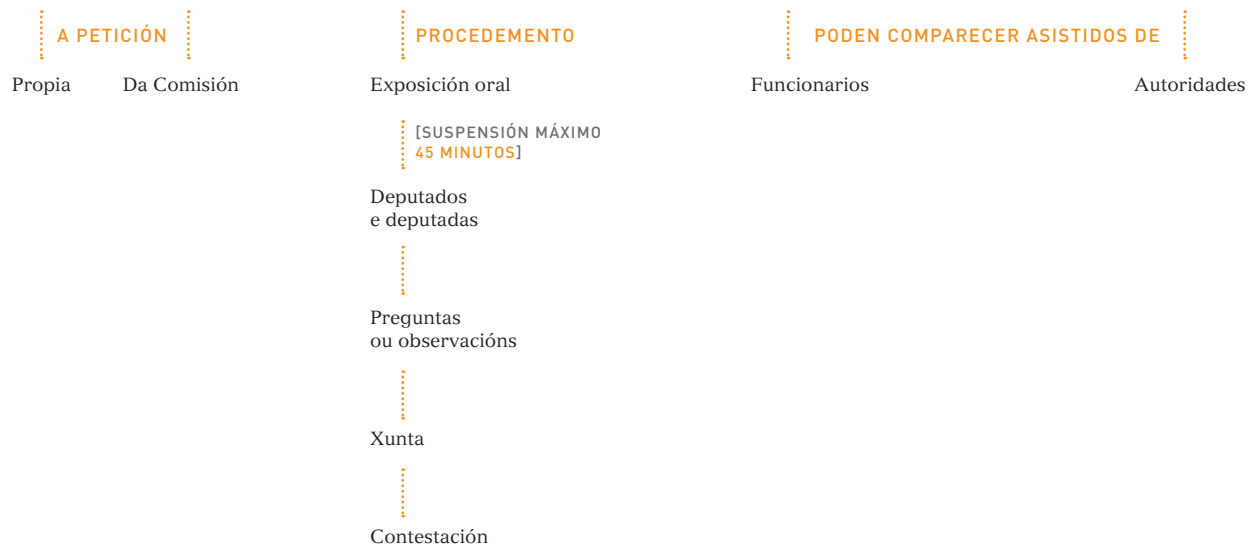 A PETICIÓN
Propia
Da Comisión
PROCEDEMENTO
Exposición oral
[SUSPENSIÓN MÁXIMO
45 MINUTOS]
Deputados
e deputadas
Preguntas
ou observacións
Xunta
Contestación
PODEN COMPARECER ASISTIDOS DE
Funcionarios
Autoridades